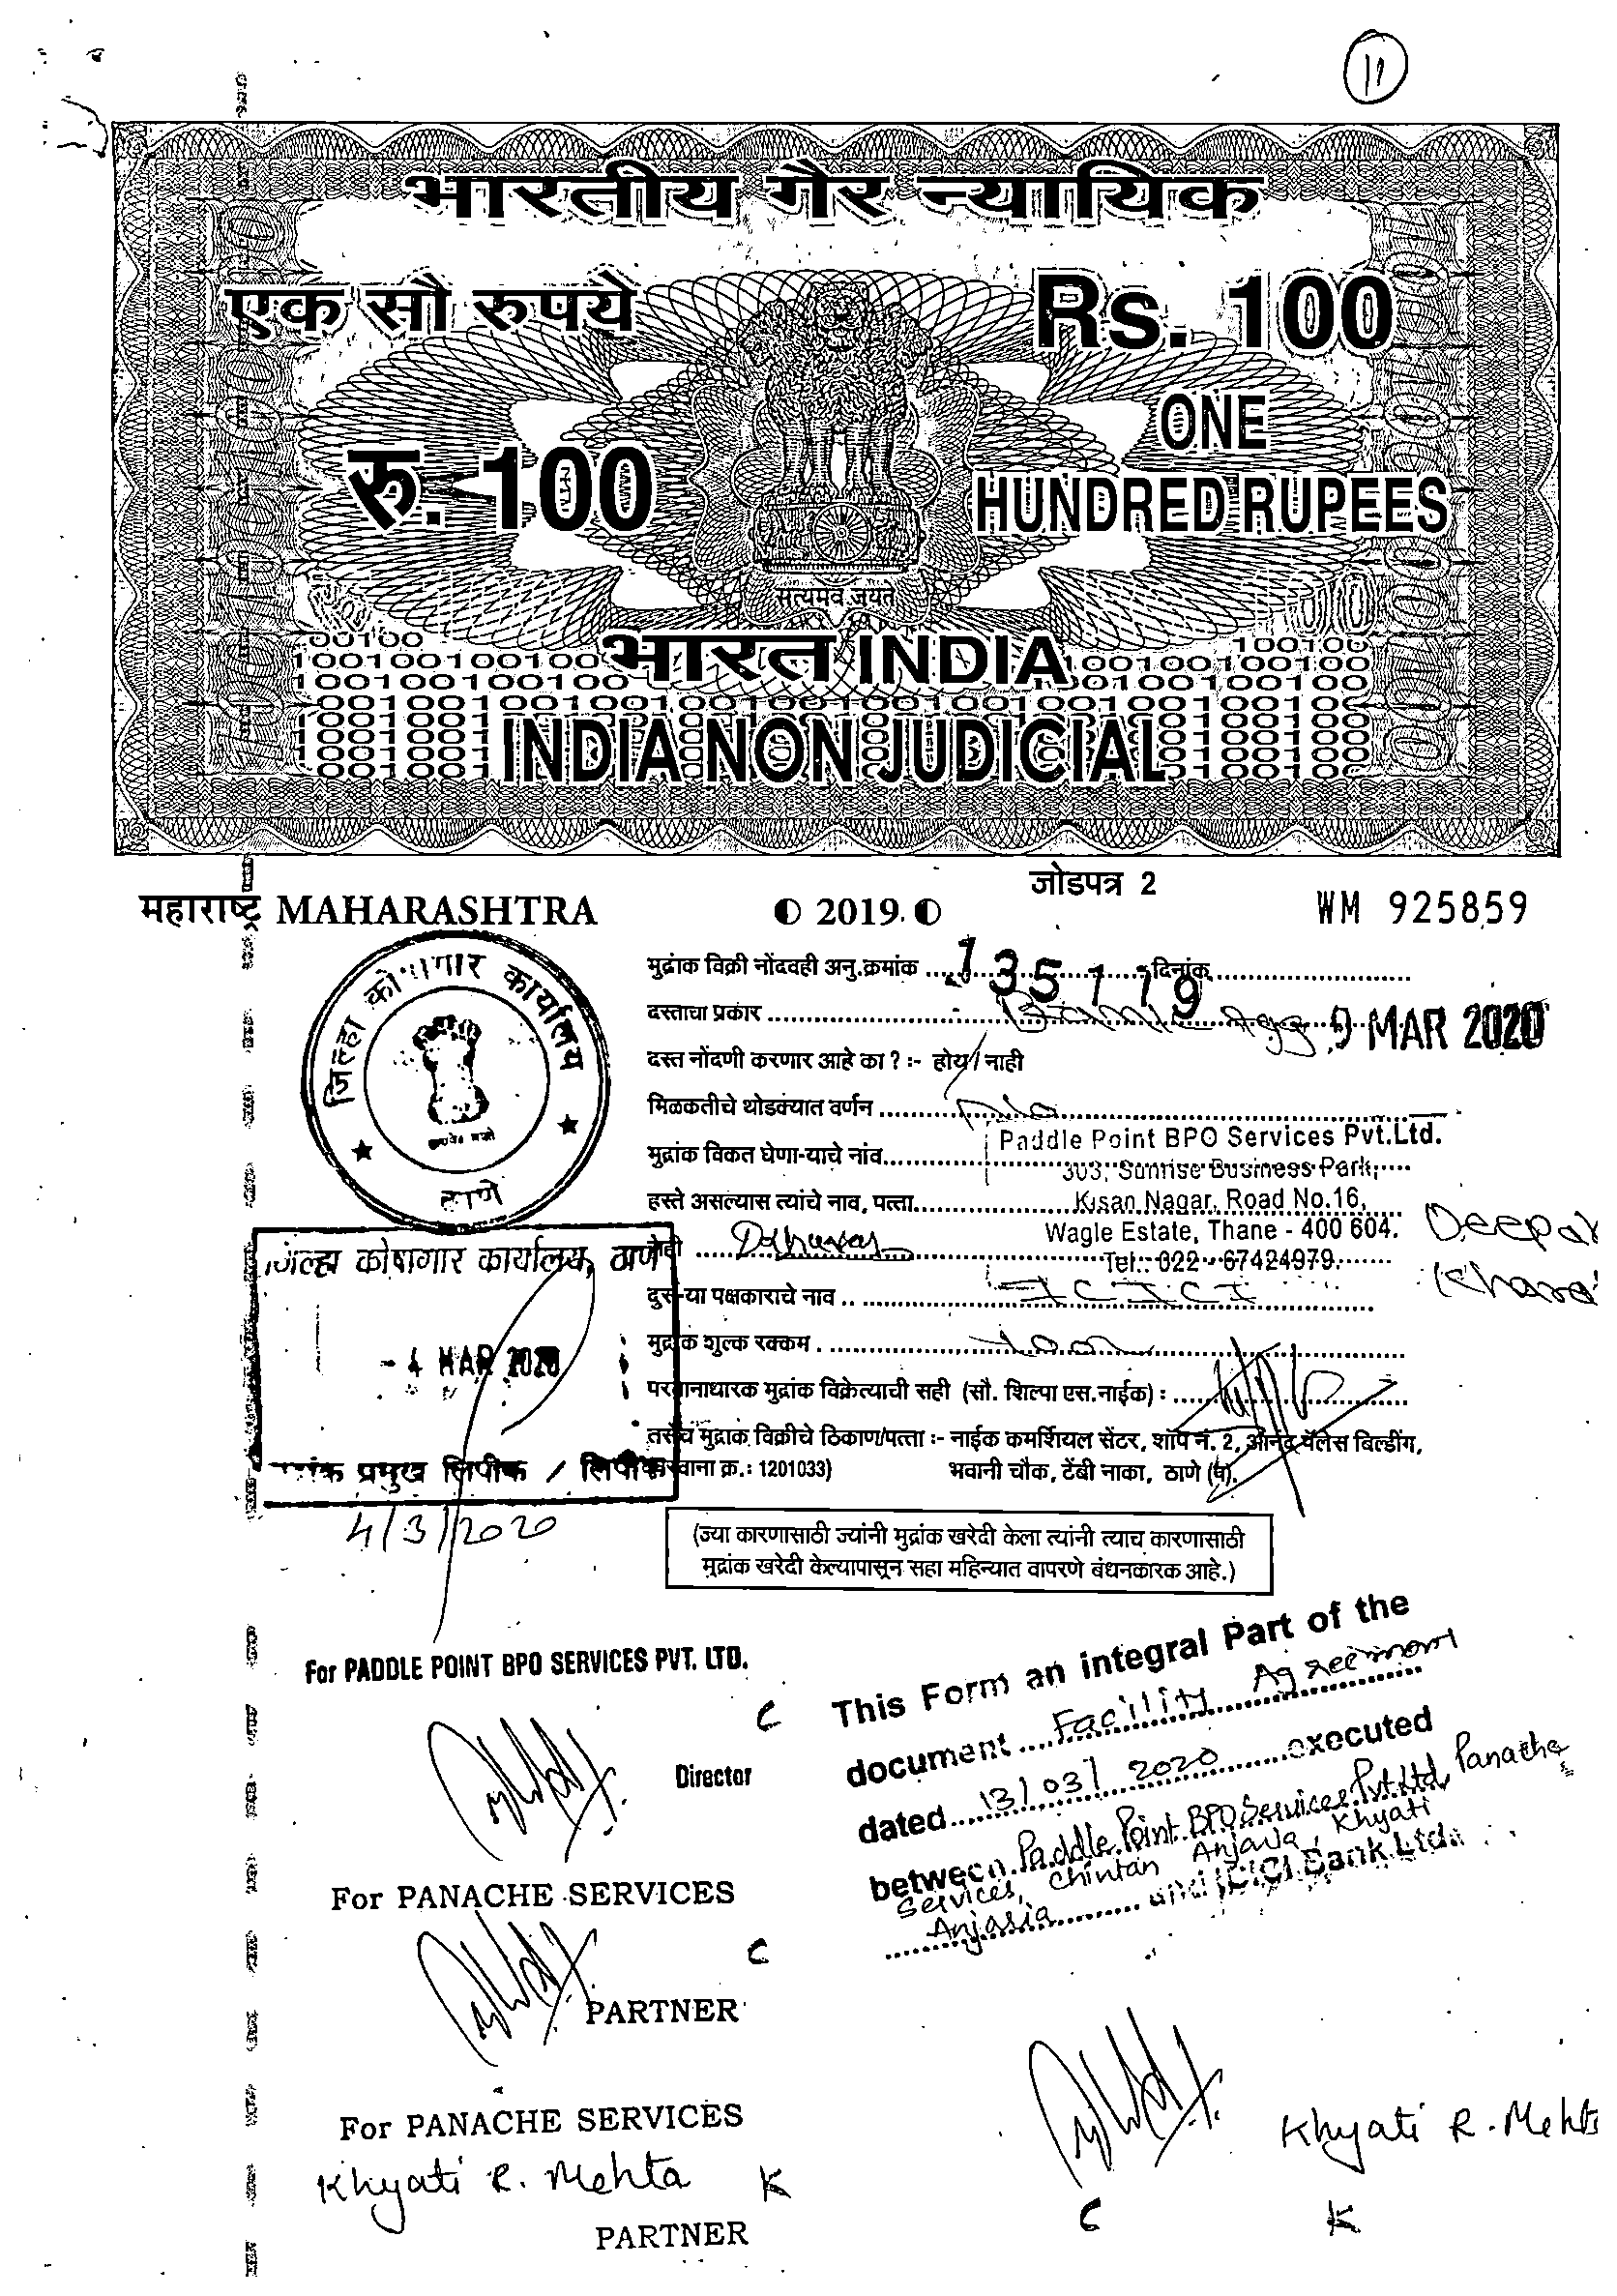 11
भारतीय गैर न्यायिक
एक सौ रुपये
Rs. 100
रु. 100
ONE
HUNDRED RUPEES
सत्यमेव जयते
भारत INDIA
INDIA NON JUDICIAL
जोडपत्र 2
महाराष्ट्र MAHARASHTRA
2019
WM 925859
जिल्हा कोषागार कार्यालय
ठाणे
मुद्रांक विक्री नोंदवही अनु.क्रमांक 135119 दिनांक
दस्ताचा प्रकार
9 MAR 2020
दस्त नोंदणी करणार आहे का ? :- होय / नाही
मिळकतीचे थोडक्यात वर्णन
मुद्रांक विकत घेणा-याचे नांव
Paddle Point BPO Services Pvt.Ltd.
303, Sunrise Business Park,
हस्ते असल्यास त्यांचे नाव, पत्ता
Kisan Nagar, Road No.16,
Wagle Estate, Thane - 400 604.
Tel.: 022 - 67424979.
Deepak
दुस-या पक्षकाराचे नाव .. ICICI
मुद्रांक शुल्क रक्कम . 100
परवानाधारक मुद्रांक विक्रेत्याची सही (सौ. शिल्पा एस.नाईक) :
तसेच मुद्रांक विक्रीचे ठिकाण/पत्ता :- नाईक कमर्शियल सेंटर, शॉप नं. 2, आनंद पॅलेस बिल्डींग,
1201033) भवानी चौक, टेंबी नाका, ठाणे (प).
जिल्हा कोषागार कार्यालय, ठाणे
- 4 MAR 2020
प्रमुख लिपीक / लिपीक
4/3/2020
(ज्या कारणासाठी ज्यांनी मुद्रांक खरेदी केला त्यांनी त्याच कारणासाठी
मुद्रांक खरेदी केल्यापासून सहा महिन्यात वापरणे बंधनकारक आहे.)
For PADDLE POINT BPO SERVICES PVT. LTD.
C
Director
This Form an integral Part of the
document Facility Agreement
dated 13/03/2020 executed
between Paddle Point BPO Services Pvt Ltd, Panache
Services, Chintan Anjaria, Khyati
Anjaria and ICICI Bank Ltd.
For PANACHE SERVICES
C
PARTNER
For PANACHE SERVICES
Khyati R. Mehta K
PARTNER
Khyati R. Mehta
C K